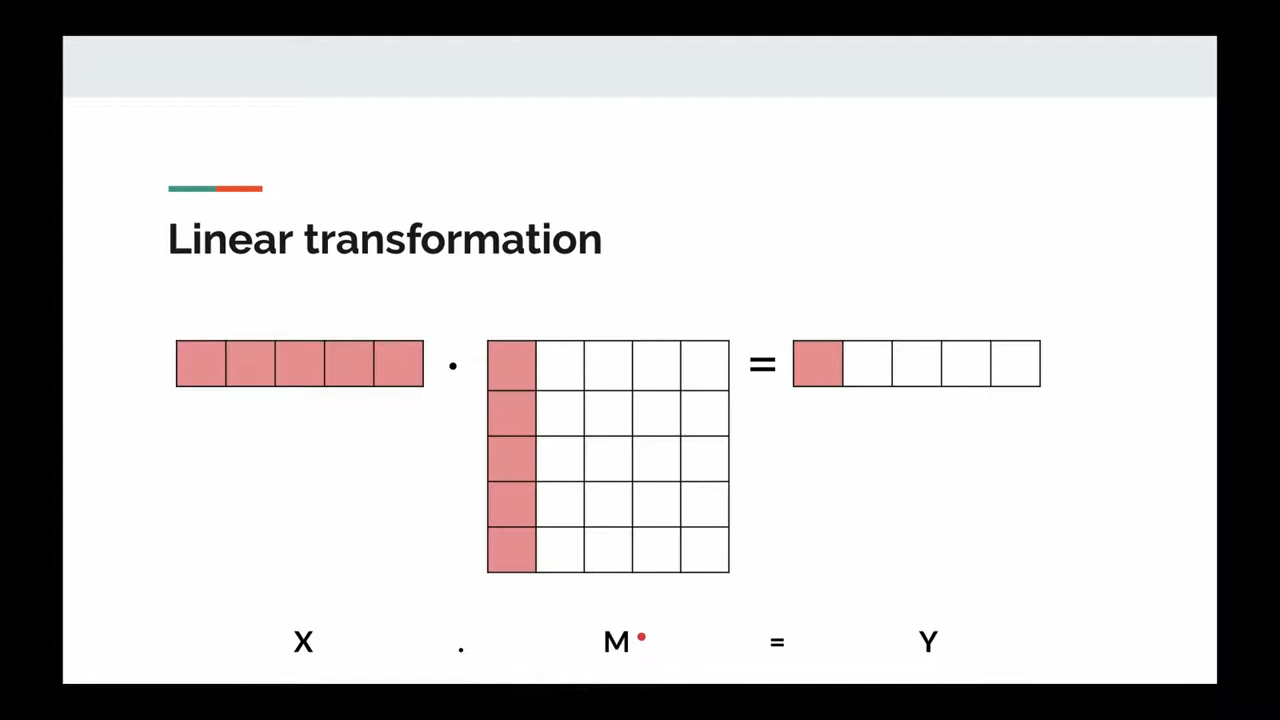 Linear transformation
· =
X . M = Y